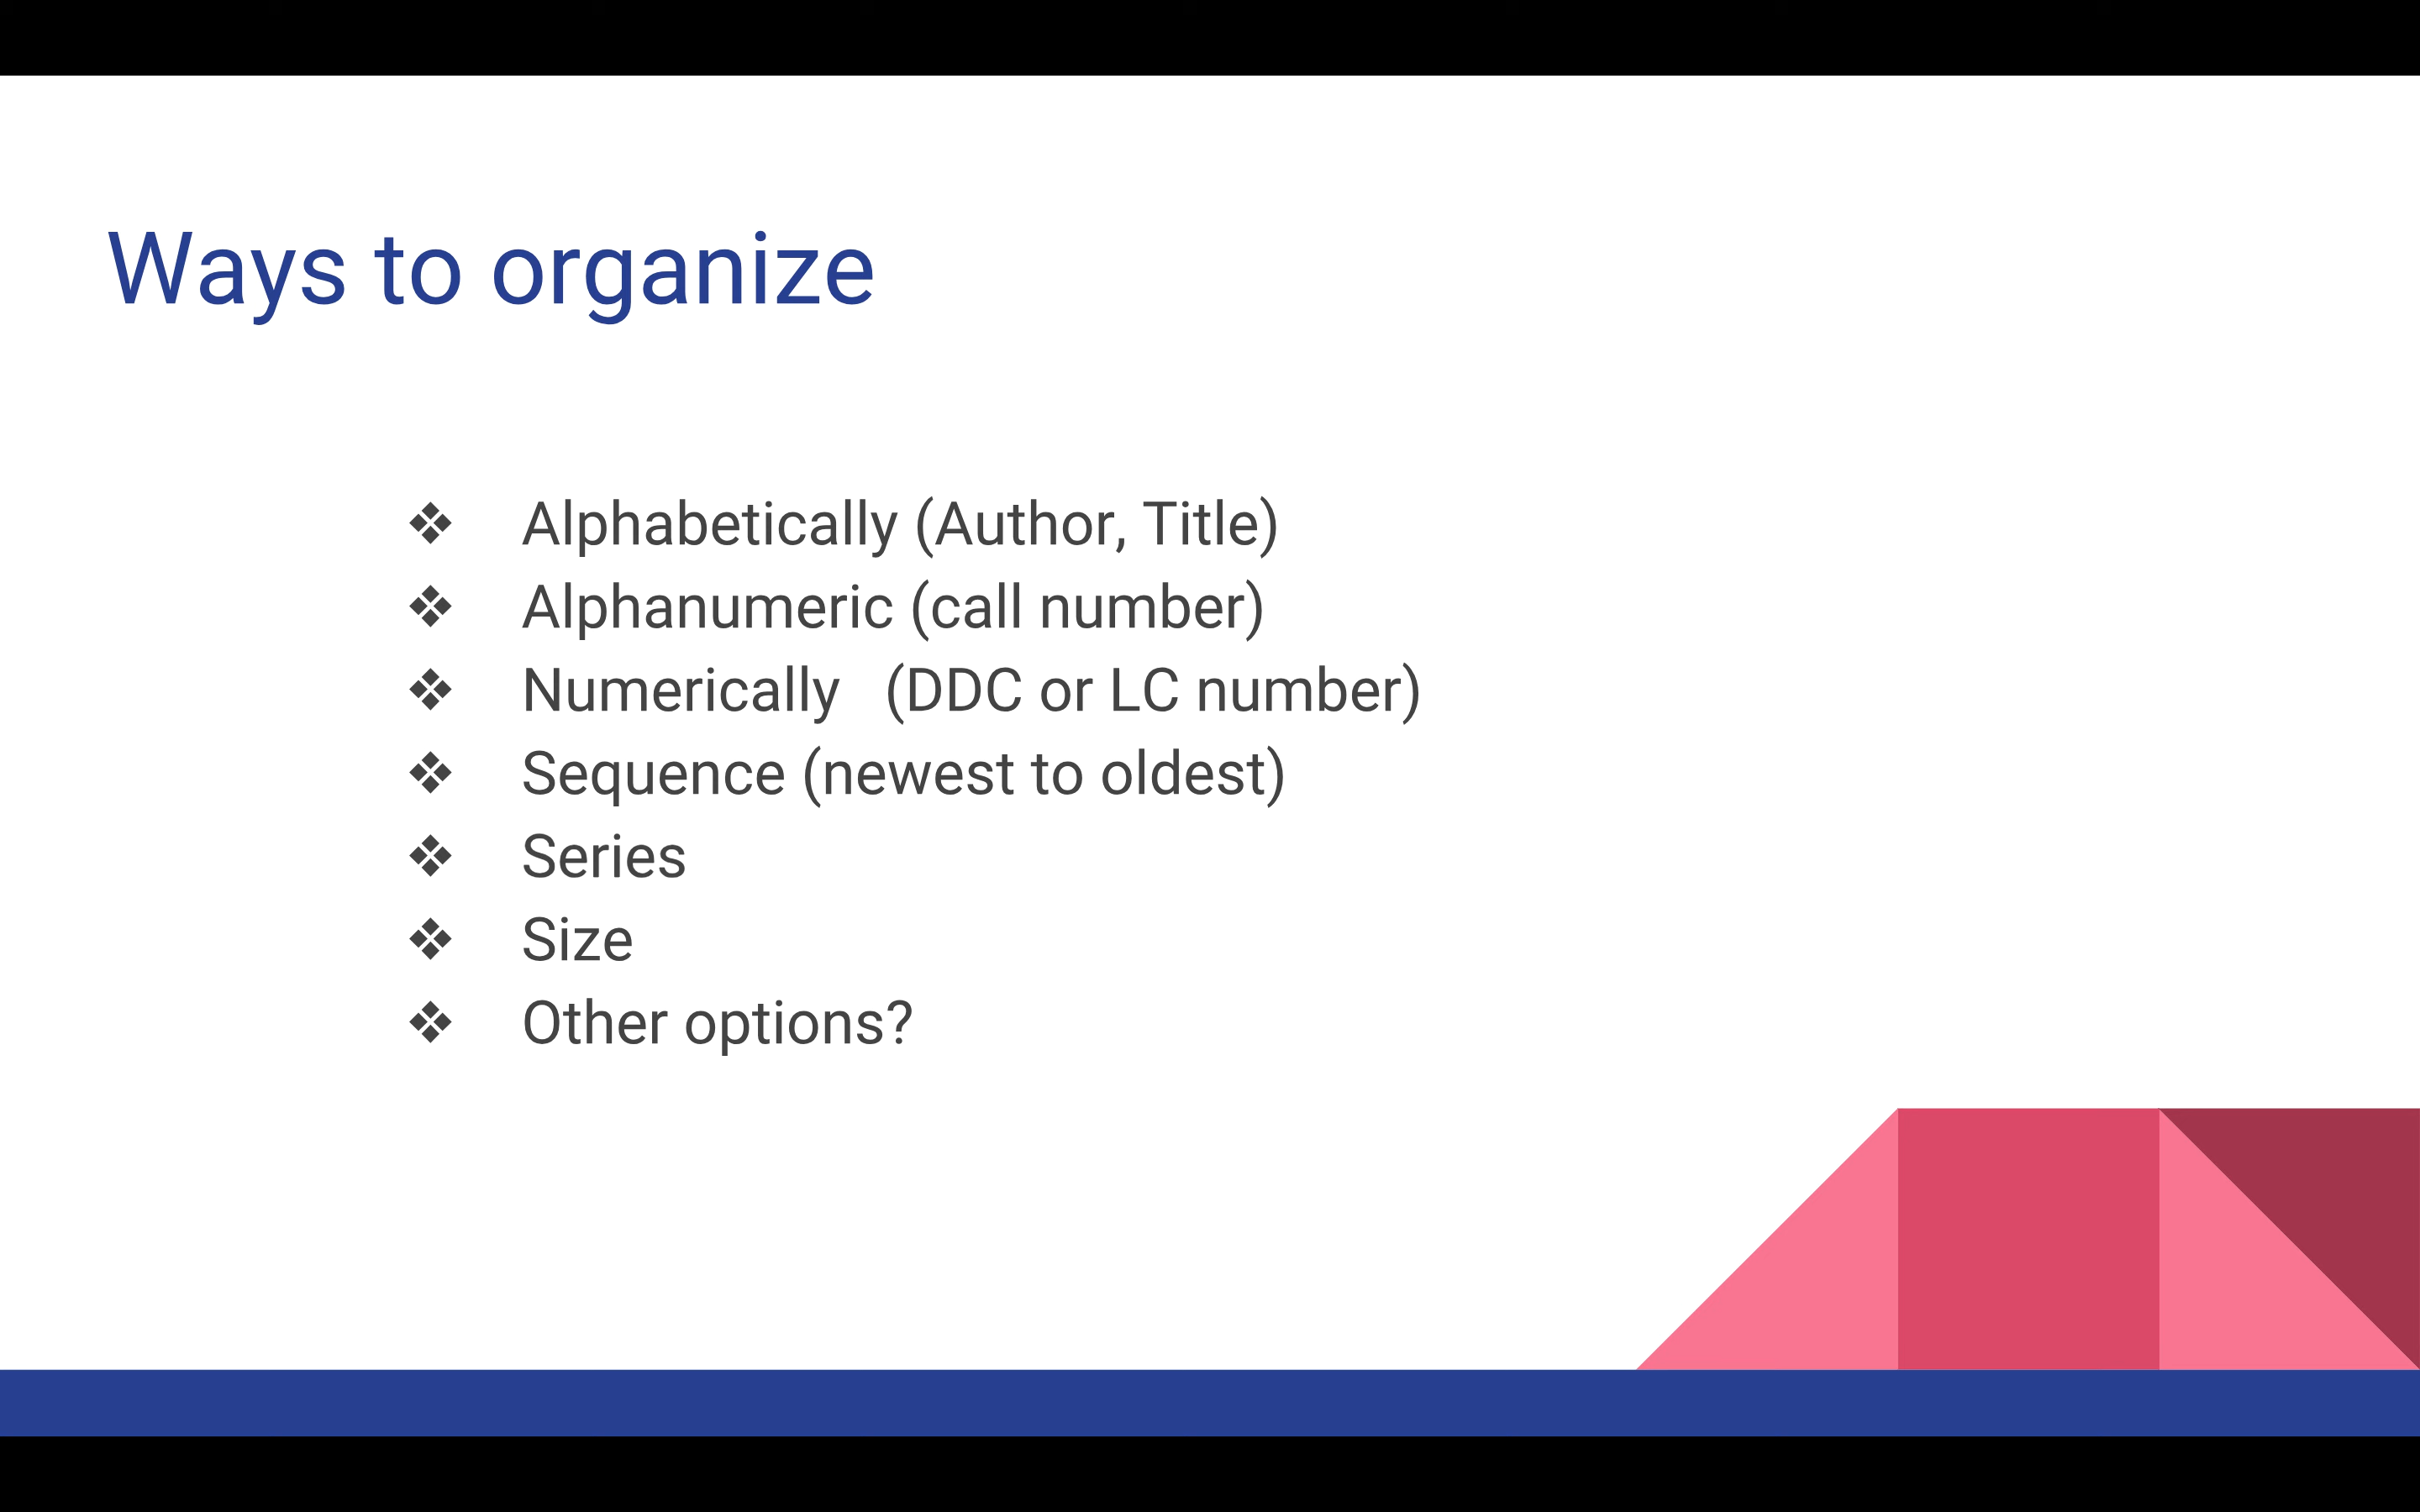 Ways to organize
❖ Alphabetically (Author, Title)
❖ Alphanumeric (call number)
❖ Numerically (DDC or LC number)
❖ Sequence (newest to oldest)
❖ Series
❖ Size
❖ Other options?